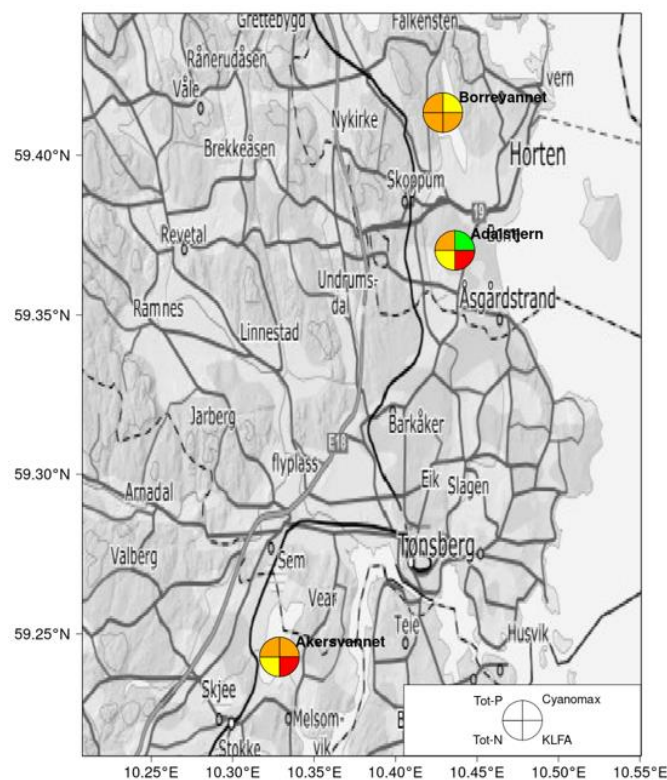 Grettebygd
Falkensten
Rånerudåsen
Våle
vern
Borrevannet
Nykirke
59.40°N
Brekkeåsen
Horten
Skoppum
19
Revetal
Adalstjern
Undrums-
dal
Åsgårdstrand
59.35°N
Ramnes
Linnestad
Jarberg
Barkåker
E18
flyplass
59.30°N
Eik
Slagen
Arnadal
Tønsberg
Valberg
Sem
Vear
59.25°N
Akersvannet
Teie
Husvik
Skjee
Melsom-
vik
Stokke
B
Tot-P
Cyanomax
Tot-N
KLFA
10.25°E
10.30°E
10.35°E
10.40°E
10.45°E
10.50°E
10.55°E